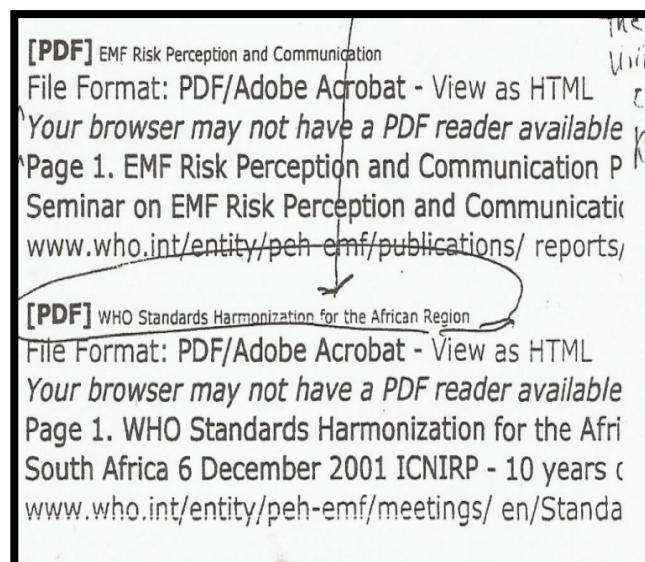 [PDF] EMF Risk Perception and Communication
File Format: PDF/Adobe Acrobat - View as HTML
Your browser may not have a PDF reader available
Page 1. EMF Risk Perception and Communication P
Seminar on EMF Risk Perception and Communicatio
www.who.int/entity/peh-emf/publications/ reports/
[PDF] WHO Standards Harmonization for the African Region
File Format: PDF/Adobe Acrobat - View as HTML
Your browser may not have a PDF reader available
Page 1. WHO Standards Harmonization for the Afri
South Africa 6 December 2001 ICNIRP - 10 years
www.who.int/entity/peh-emf/meetings/ en/Standa
The